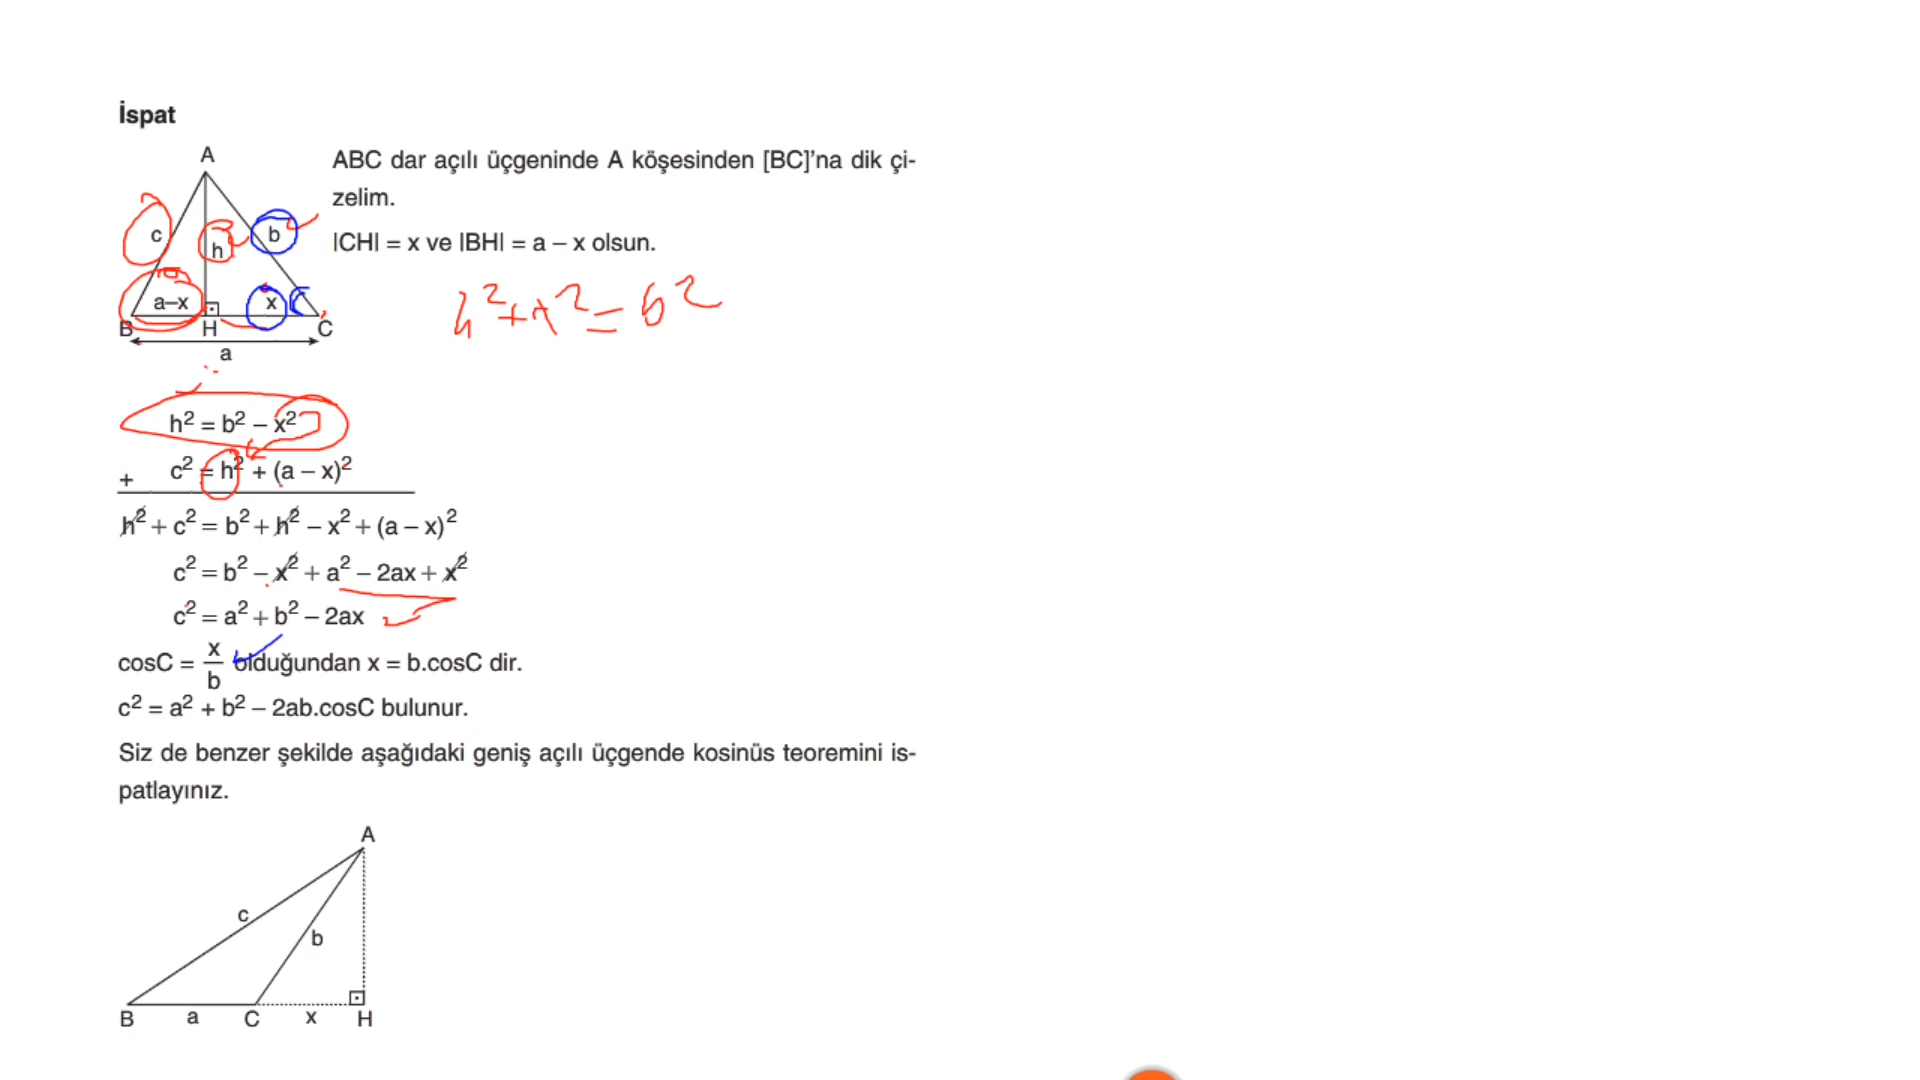 İspat
A
ABC dar açılı üçgeninde A köşesinden [BC]'na dik çi-
zelim.
c
h
b
|CH| = x ve |BH| = a – x olsun.
a–x
x
B
H
C
a
h² + x² = b²
h² = b² – x²
+ c² = h² + (a – x)²
h² + c² = b² + h² – x² + (a – x)²
c² = b² – x² + a² – 2ax + x²
c² = a² + b² – 2ax
cosC = x/b olduğundan x = b.cosC dir.
c² = a² + b² – 2ab.cosC bulunur.
Siz de benzer şekilde aşağıdaki geniş açılı üçgende kosinüs teoremini is-
patlayınız.
A
c
b
B
a
C
x
H